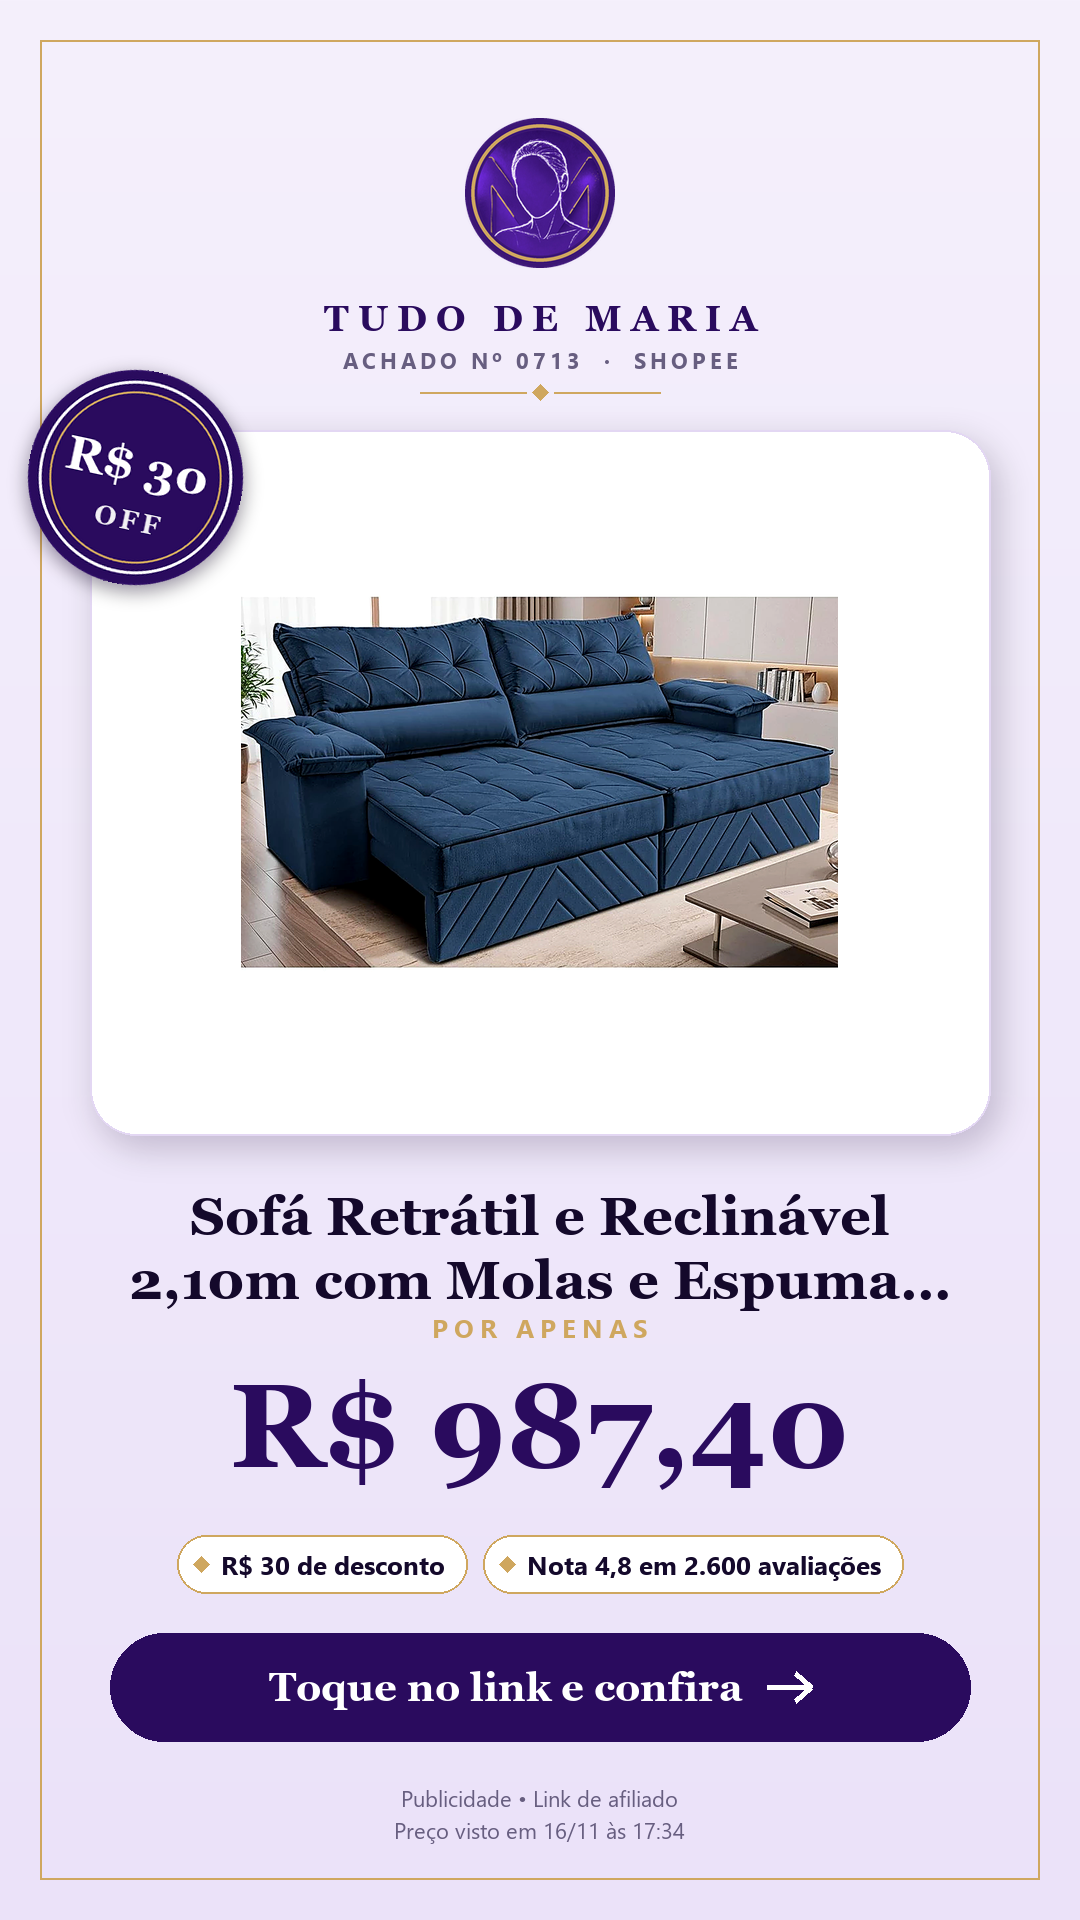 TUDO DE MARIA
ACHADO Nº 0713 · SHOPEE
R$ 30
OFF
Sofá Retrátil e Reclinável
2,10m com Molas e Espuma...
POR APENAS
R$ 987,40
R$ 30 de desconto
Nota 4,8 em 2.600 avaliações
Toque no link e confira →
Publicidade • Link de afiliado
Preço visto em 16/11 às 17:34